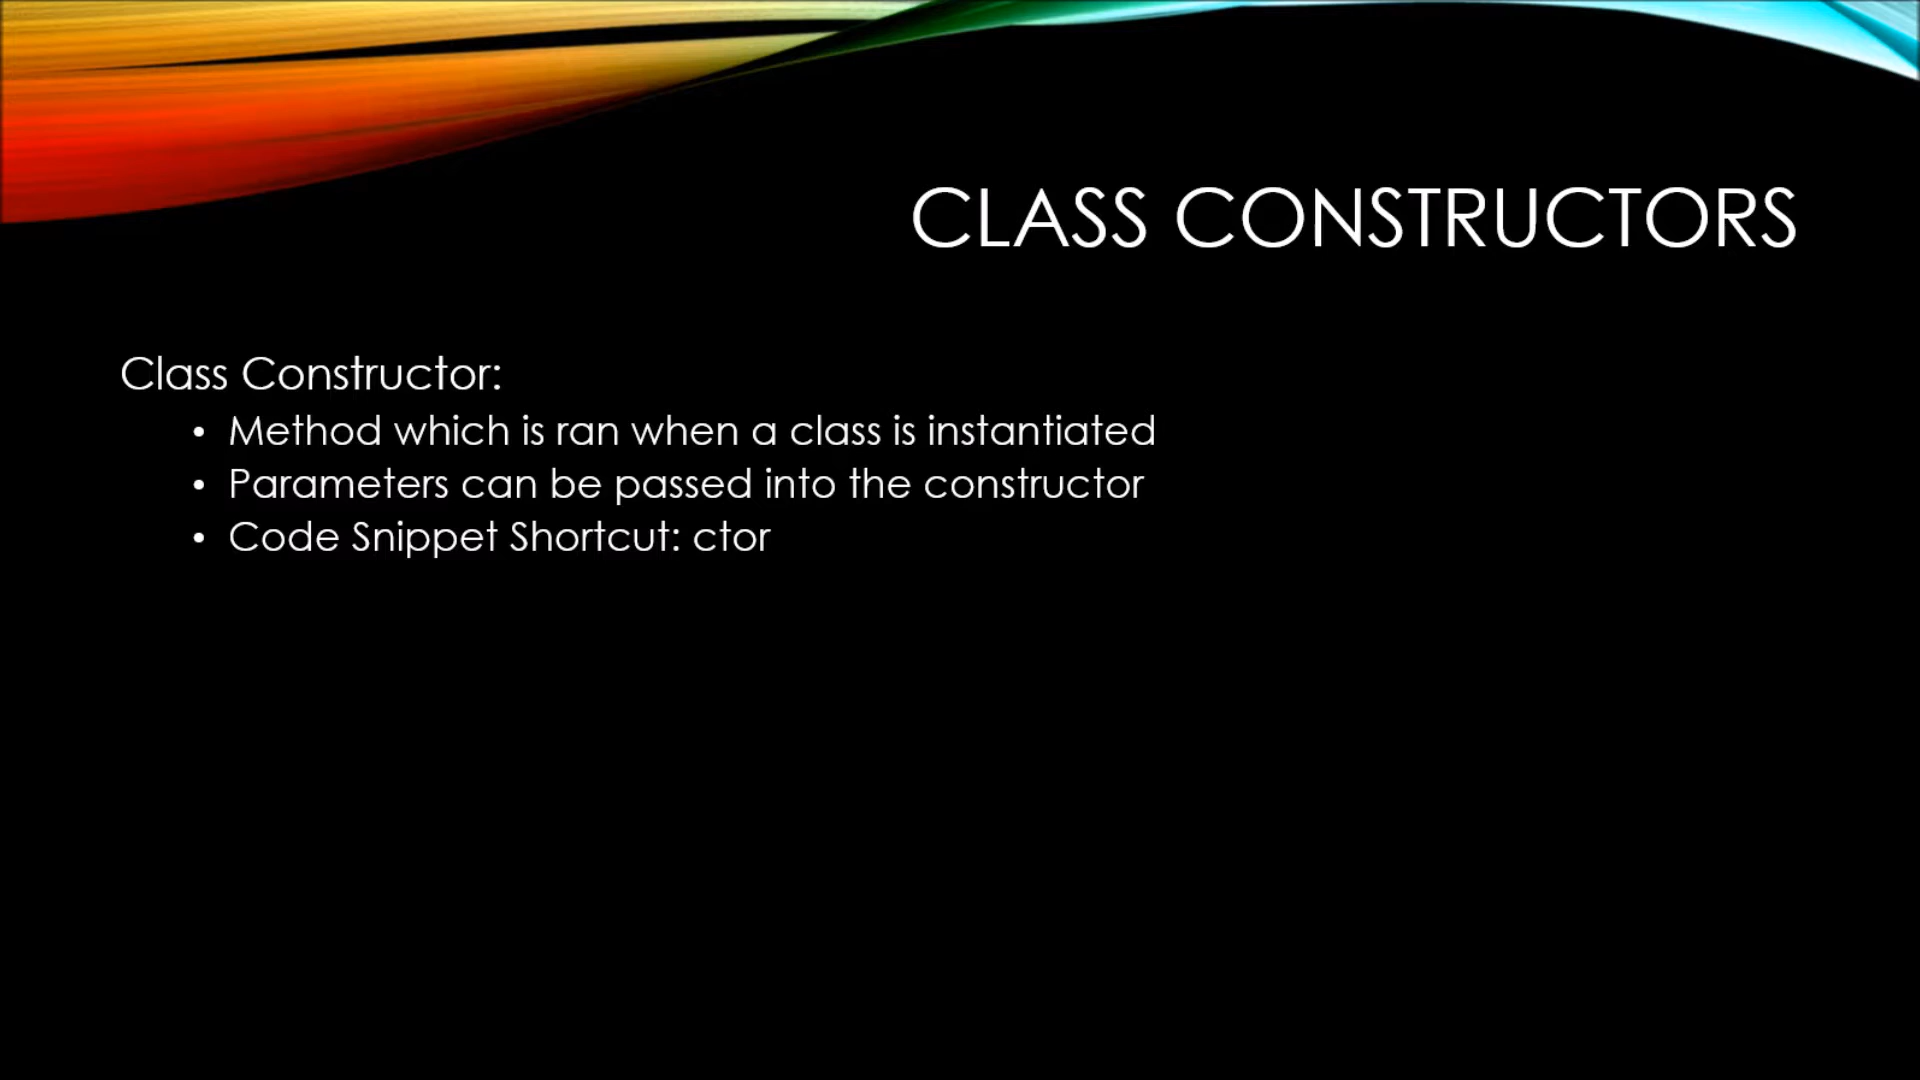 CLASS CONSTRUCTORS
Class Constructor:
• Method which is ran when a class is instantiated
• Parameters can be passed into the constructor
• Code Snippet Shortcut: ctor